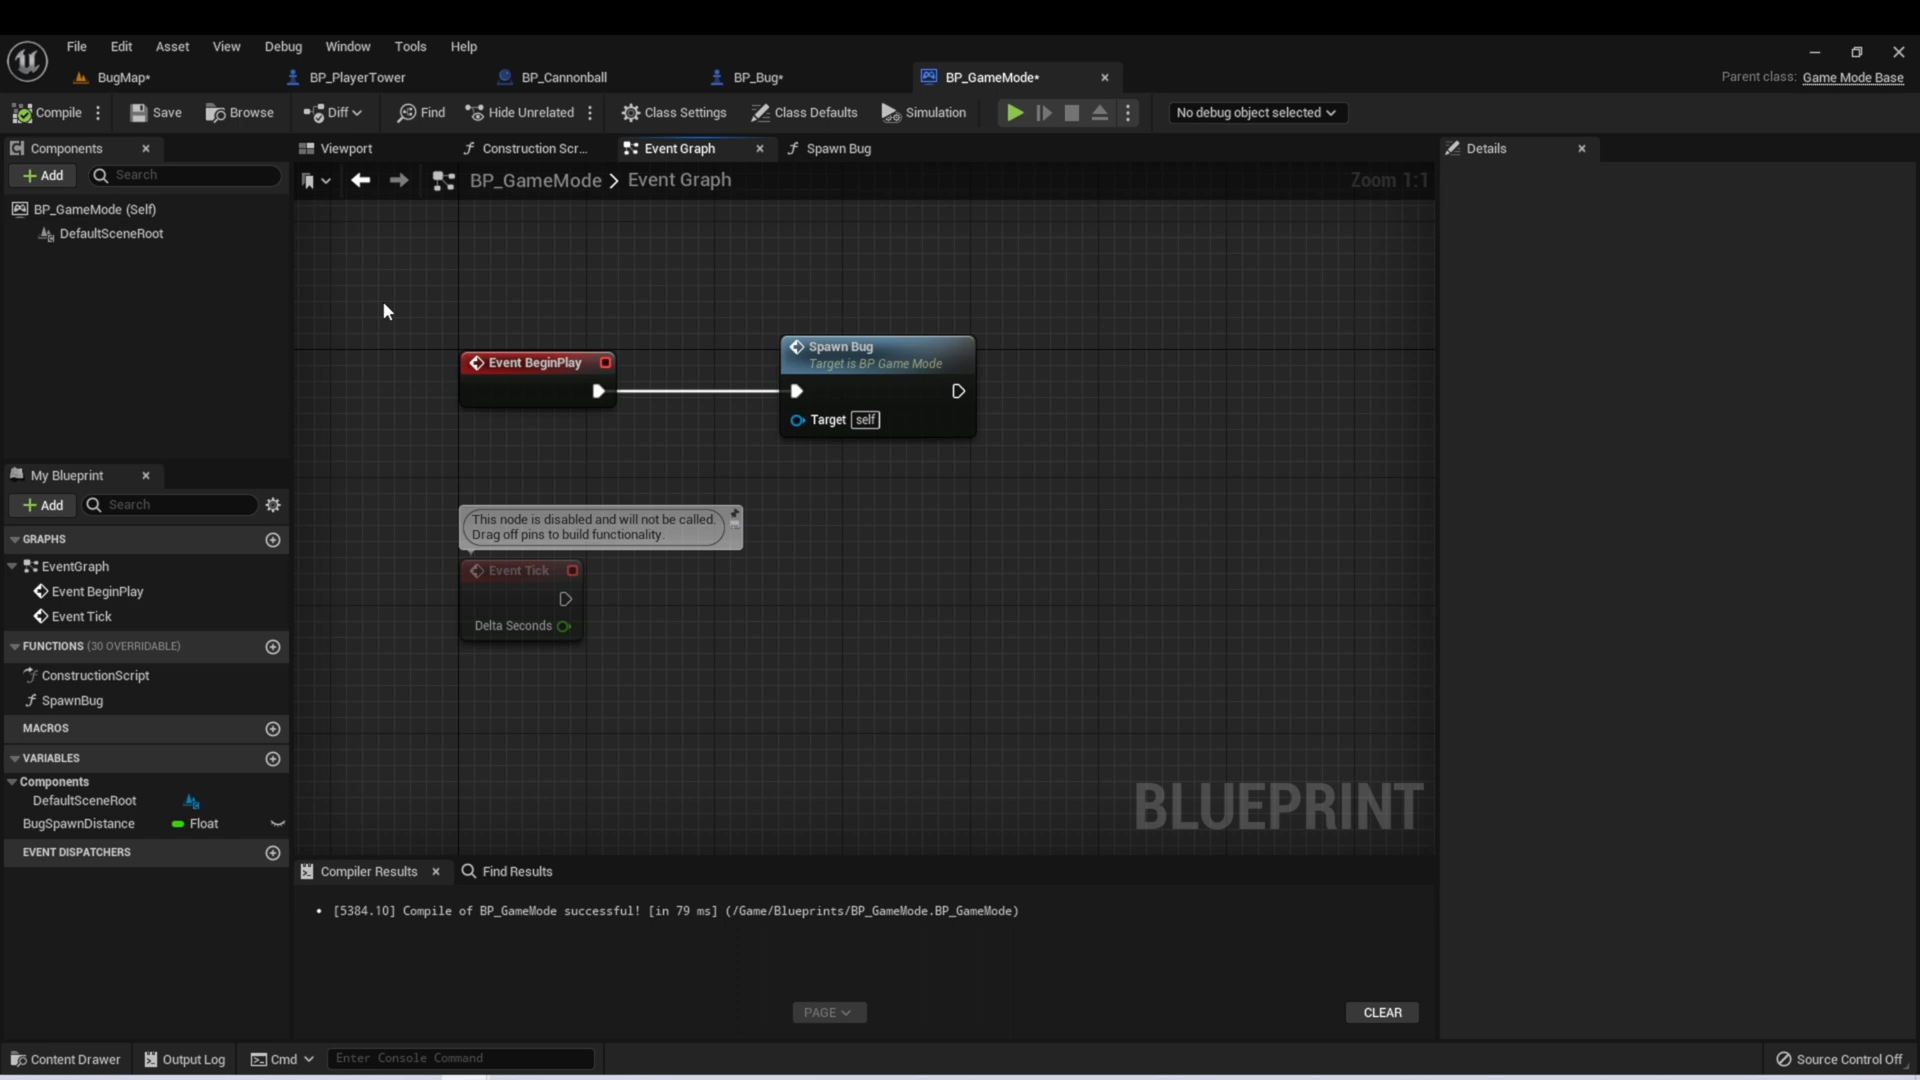 File Edit Asset View Debug Window Tools Help
BugMap* BP_PlayerTower BP_Cannonball BP_Bug* BP_GameMode* Parent class: Game Mode Base
Compile Save Browse Diff Find Hide Unrelated Class Settings Class Defaults Simulation No debug object selected
Components Viewport Construction Scr... Event Graph Spawn Bug Details
+ Add Search BP_GameMode > Event Graph Zoom 1:1
BP_GameMode (Self)
DefaultSceneRoot
Event BeginPlay
Spawn Bug
Target is BP Game Mode
Target self
My Blueprint
+ Add Search
This node is disabled and will not be called.
Drag off pins to build functionality.
Event Tick
Delta Seconds
GRAPHS
EventGraph
Event BeginPlay
Event Tick
FUNCTIONS (30 OVERRIDABLE)
ConstructionScript
SpawnBug
MACROS
VARIABLES
Components
DefaultSceneRoot
BugSpawnDistance Float
EVENT DISPATCHERS
BLUEPRINT
Compiler Results Find Results
• [5384.10] Compile of BP_GameMode successful! [in 79 ms] (/Game/Blueprints/BP_GameMode.BP_GameMode)
PAGE CLEAR
Content Drawer Output Log Cmd Enter Console Command Source Control Off